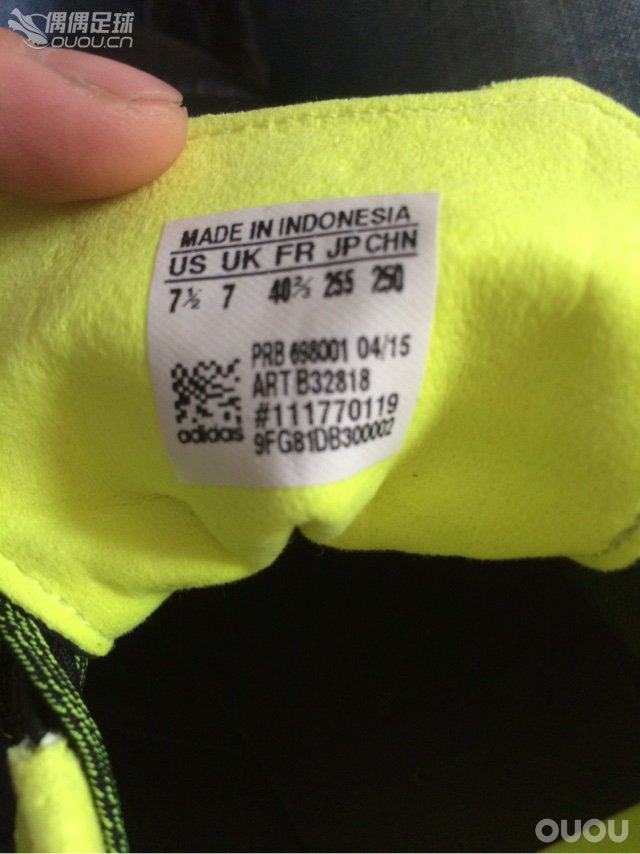 偶偶足球
OUOU.CN
MADE IN INDONESIA
US UK FR JP CHN
7½ 7 40⅔ 255 250
PRB 698001 04/15
ART B32818
#111770119
adidas 9FG81DB300002
OUOU